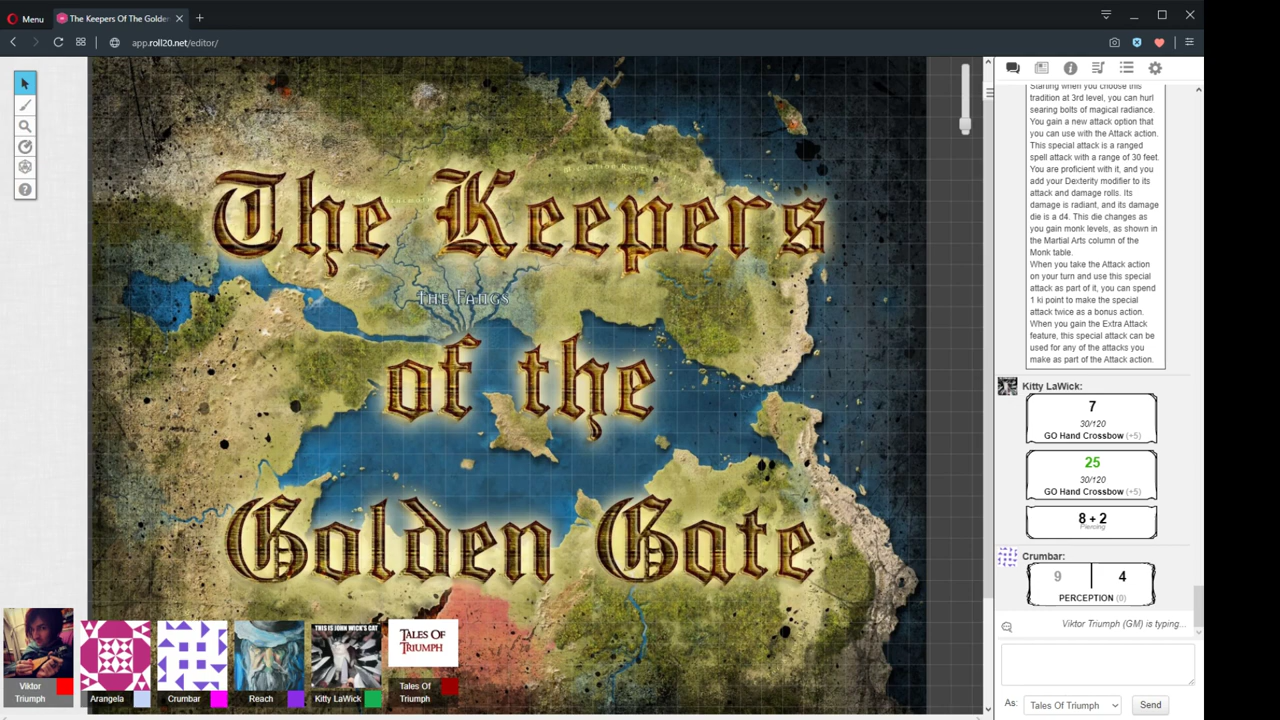 Menu
The Keepers Of The Golde
app.roll20.net/editor/
The Keepers
The Fangs
of the
Golden Gate
Viktor Triumph
Arangela
Crumbar
Reach
THIS IS JOHN WICK'S CAT
Kitty LaWick
TALES OF
TRIUMPH
Tales Of
Triumph
Starting when you choose this
tradition at 3rd level, you can hurl
searing bolts of magical radiance.
You gain a new attack option that
you can use with the Attack action.
This special attack is a ranged
spell attack with a range of 30 feet.
You are proficient with it, and you
add your Dexterity modifier to its
attack and damage rolls. Its
damage is radiant, and its damage
die is a d4. This die changes as
you gain monk levels, as shown in
the Martial Arts column of the
Monk table.
When you take the Attack action
on your turn and use this special
attack as part of it, you can spend
1 ki point to make the special
attack twice as a bonus action.
When you gain the Extra Attack
feature, this special attack can be
used for any of the attacks you
make as part of the Attack action.
Kitty LaWick:
7
30/120
GO Hand Crossbow (+5)
25
30/120
GO Hand Crossbow (+5)
8 + 2
Piercing
Crumbar:
9 4
PERCEPTION (0)
Viktor Triumph (GM) is typing...
As: Tales Of Triumph Send